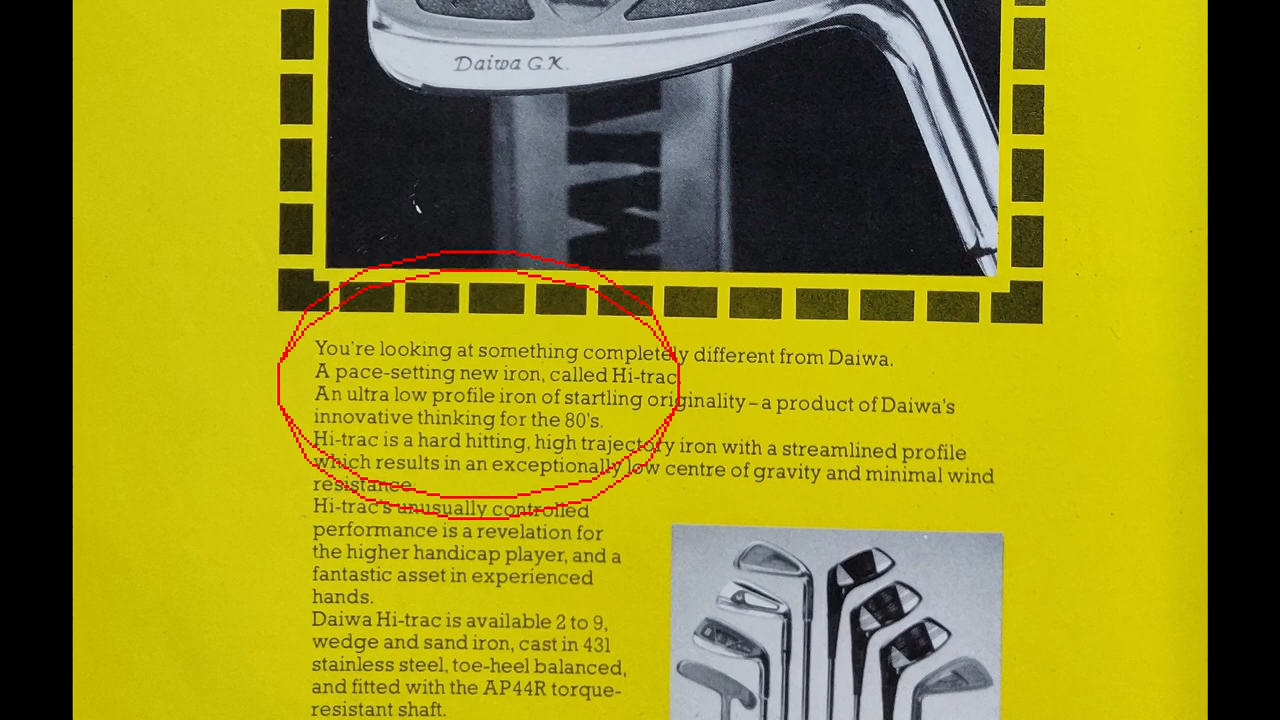 Daiwa G.K.
You're looking at something completely different from Daiwa.
A pace-setting new iron, called Hi-trac.
An ultra low profile iron of startling originality – a product of Daiwa's
innovative thinking for the 80's.
Hi-trac is a hard hitting, high trajectory iron with a streamlined profile
which results in an exceptionally low centre of gravity and minimal wind
resistance.
Hi-trac's unusually controlled
performance is a revelation for
the higher handicap player, and a
fantastic asset in experienced
hands.
Daiwa Hi-trac is available 2 to 9,
wedge and sand iron, cast in 431
stainless steel, toe-heel balanced,
and fitted with the AP44R torque-
resistant shaft.